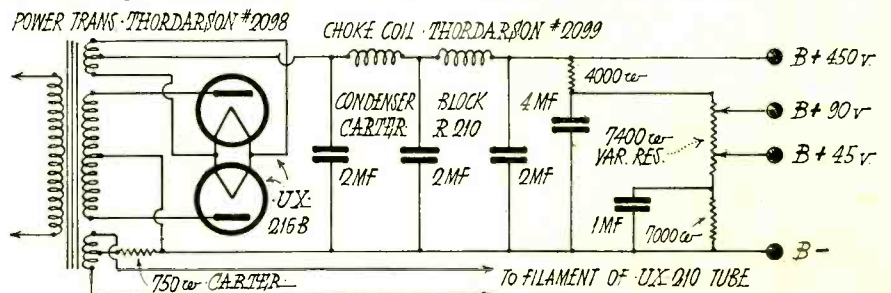 POWER TRANS. THORDARSON #2098
CHOKE COIL · THORDARSON #2099
B+ 450 v.
4000 ω
CONDENSER
CARTER
BLOCK
R 210
4 MF
B+ 90 v
7400 ω
VAR. RES.
B+ 45 v.
2MF
2MF
2MF
UX-
216B
1MF
7000 ω
B-
750 ω CARTER
TO FILAMENT OF UX-210 TUBE